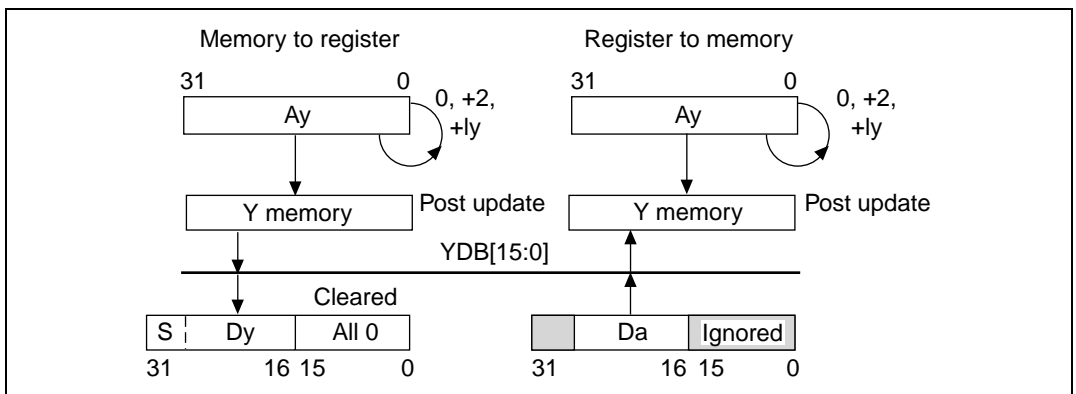 Memory to register
Register to memory
31 0
31 0
0, +2,
+Iy
0, +2,
+Iy
Ay
Ay
Y memory
Post update
Y memory
Post update
YDB[15:0]
Cleared
S Dy All 0
Da Ignored
31 16 15 0
31 16 15 0